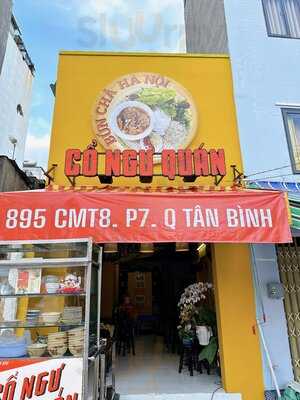 BÚN CHẢ HÀ NỘI
CỔ NGƯ QUÁN
895 CMT8. P7. Q TÂN BÌNH
CỔ NGƯ